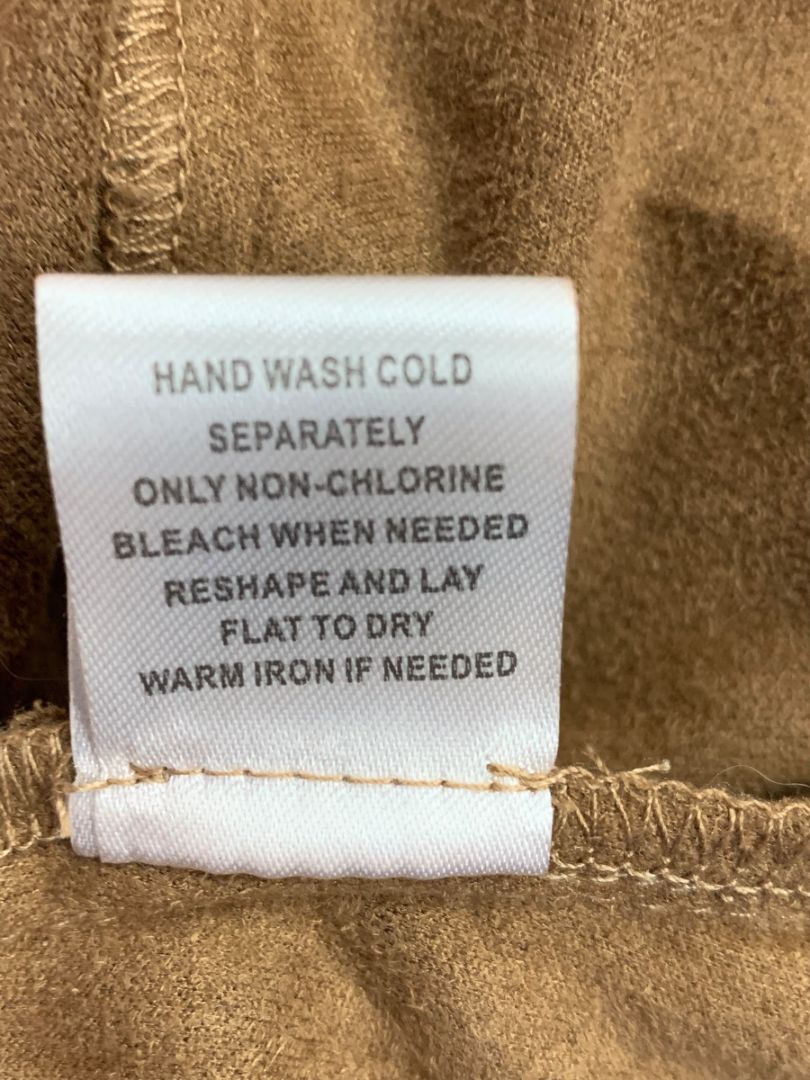 HAND WASH COLD
SEPARATELY
ONLY NON-CHLORINE
BLEACH WHEN NEEDED
RESHAPE AND LAY
FLAT TO DRY
WARM IRON IF NEEDED